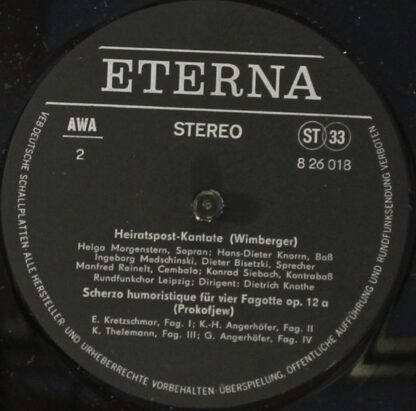 ETERNA
AWA
STEREO
ST 33
2
8 26 018
Heiratspost-Kantate (Wimberger)
Helga Morgenstern, Sopran; Hans-Dieter Knorrn, Baß
Ingeborg Medschinski, Dieter Bisetzki, Sprecher
Manfred Reinelt, Cembalo; Konrad Siebach, Kontrabaß
Rundfunkchor Leipzig; Dirigent: Dietrich Knothe
Scherzo humoristique für vier Fagotte op. 12 a
(Prokofjew)
E. Kretzschmar, Fag. I; K.-H. Angerhöfer, Fag. II
K. Thelemann, Fag. III; G. Angerhöfer, Fag. IV
VEB DEUTSCHE SCHALLPLATTEN ALLE HERSTELLER- UND URHEBERRECHTE VORBEHALTEN · ÜBERSPIELUNG, ÖFFENTLICHE AUFFÜHRUNG UND RUNDFUNKSENDUNG VERBOTEN